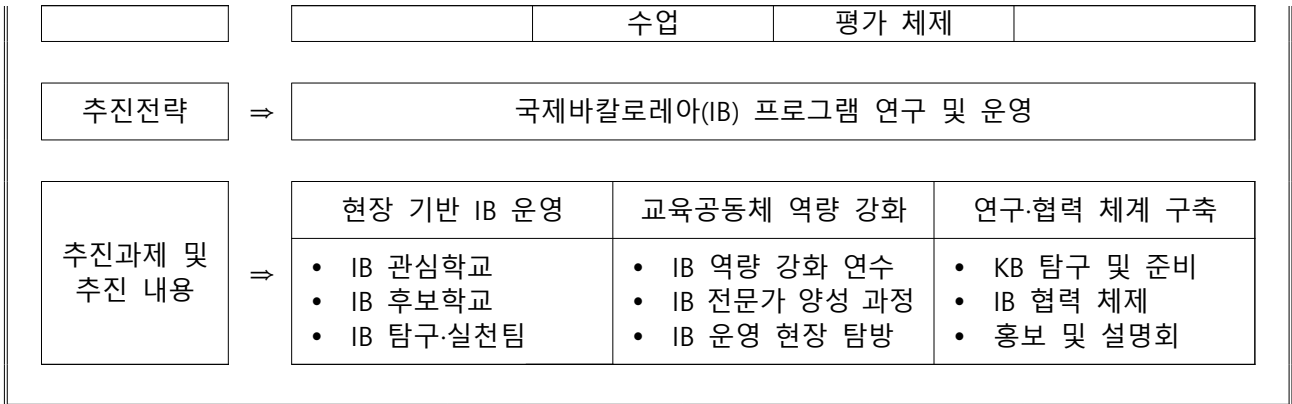 수업 평가 체제
추진전략 ⇒ 국제바칼로레아(IB) 프로그램 연구 및 운영
추진과제 및
추진 내용
⇒
현장 기반 IB 운영
• IB 관심학교
• IB 후보학교
• IB 탐구·실천팀
교육공동체 역량 강화
• IB 역량 강화 연수
• IB 전문가 양성 과정
• IB 운영 현장 탐방
연구·협력 체계 구축
• KB 탐구 및 준비
• IB 협력 체제
• 홍보 및 설명회